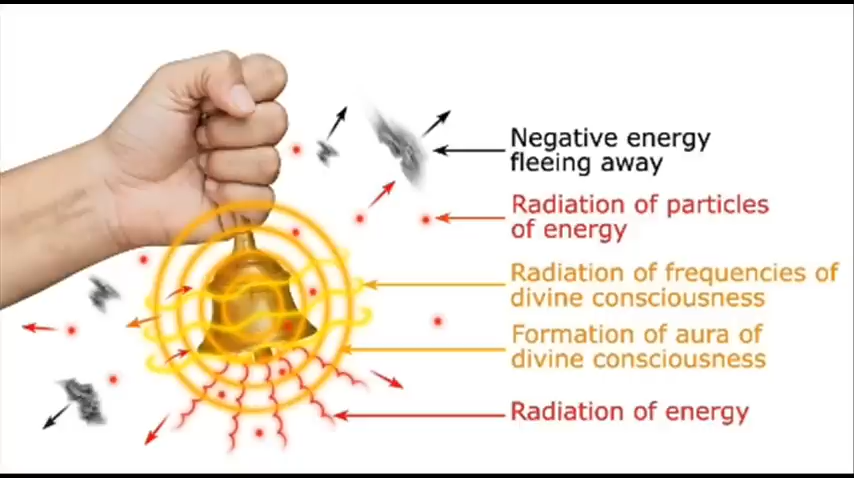 Negative energy
fleeing away
Radiation of particles
of energy
Radiation of frequencies of
divine consciousness
Formation of aura of
divine consciousness
Radiation of energy